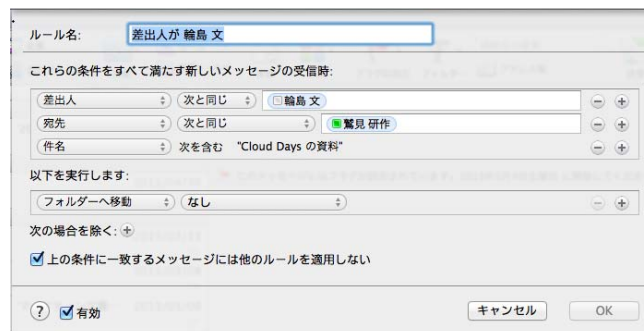 ルール名: 差出人が 輪島 文
これらの条件をすべて満たす新しいメッセージの受信時:
差出人 次と同じ 輪島 文
宛先 次と同じ 鷲見 研作
件名 次を含む "Cloud Days の資料"
以下を実行します:
フォルダーへ移動 なし
次の場合を除く:
上の条件に一致するメッセージには他のルールを適用しない
? 有効 キャンセル OK